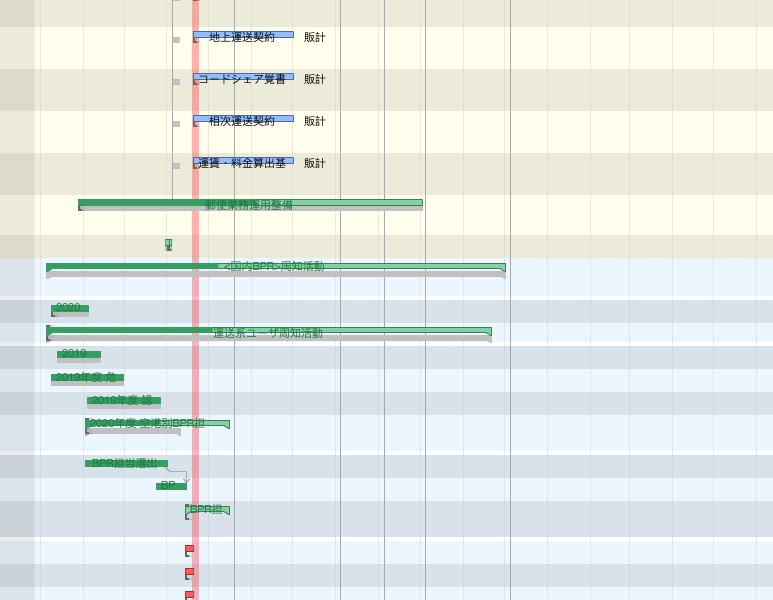 地上運送契約 販計
コードシェア覚書 販計
相次運送契約 販計
運賃・料金算出基 販計
郵便業務運用整備
<国内BPR>周知活動
2020
運送系ユーザ周知活動
2019
2019年度 危
2019年度 認
2020年度 空港別BPR担
BPR担当選出
BP
BPR担